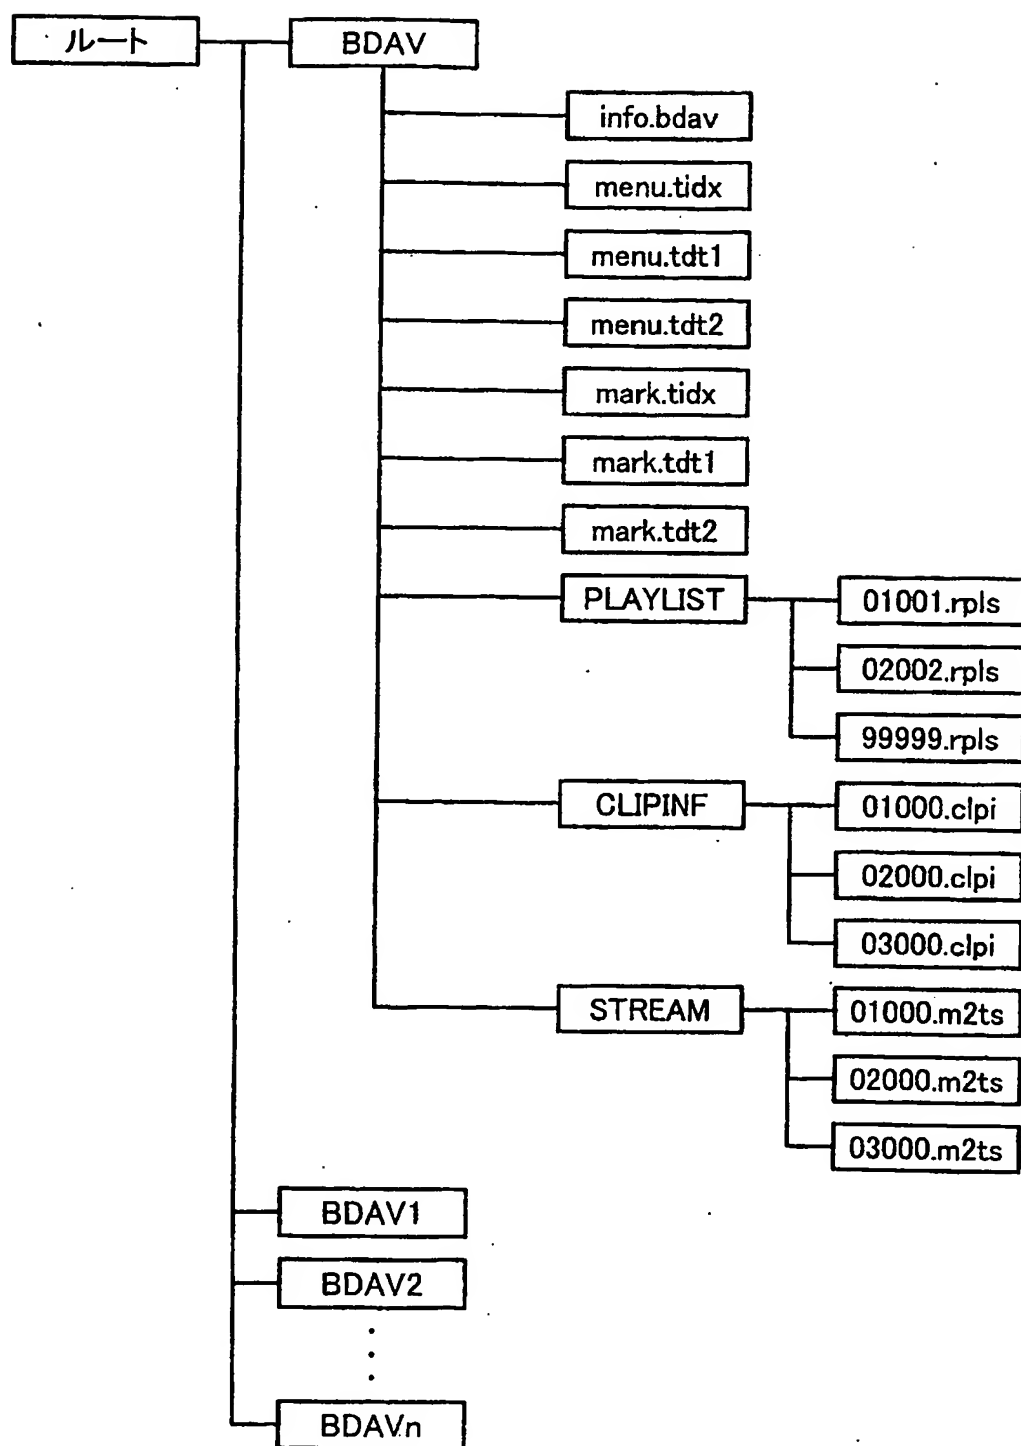 ルート
BDAV
info.bdav
menu.tidx
menu.tdt1
menu.tdt2
mark.tidx
mark.tdt1
mark.tdt2
PLAYLIST
01001.rpls
02002.rpls
99999.rpls
CLIPINF
01000.clpi
02000.clpi
03000.clpi
STREAM
01000.m2ts
02000.m2ts
03000.m2ts
BDAV1
BDAV2
BDAVn